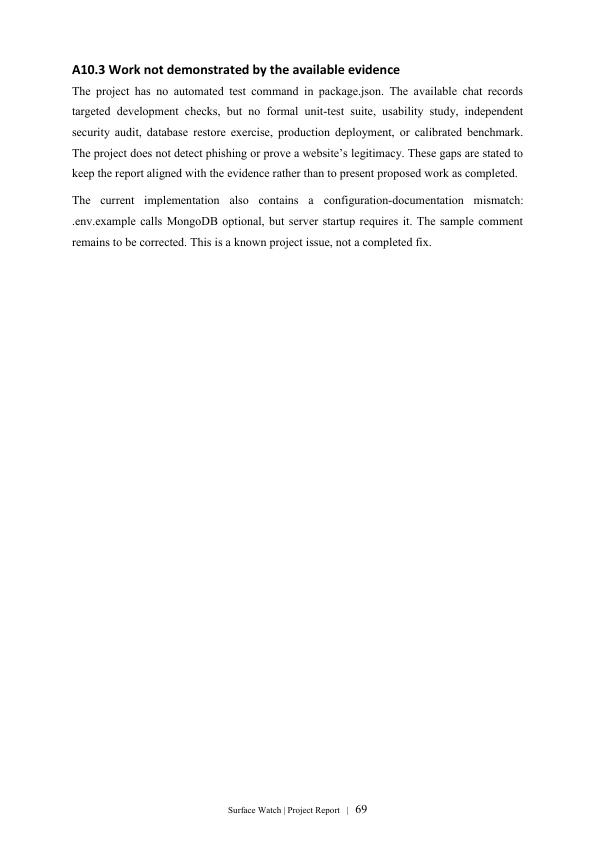 A10.3 Work not demonstrated by the available evidence
The project has no automated test command in package.json. The available chat records
targeted development checks, but no formal unit-test suite, usability study, independent
security audit, database restore exercise, production deployment, or calibrated benchmark.
The project does not detect phishing or prove a website’s legitimacy. These gaps are stated to
keep the report aligned with the evidence rather than to present proposed work as completed.
The current implementation also contains a configuration-documentation mismatch:
.env.example calls MongoDB optional, but server startup requires it. The sample comment
remains to be corrected. This is a known project issue, not a completed fix.
Surface Watch | Project Report | 69